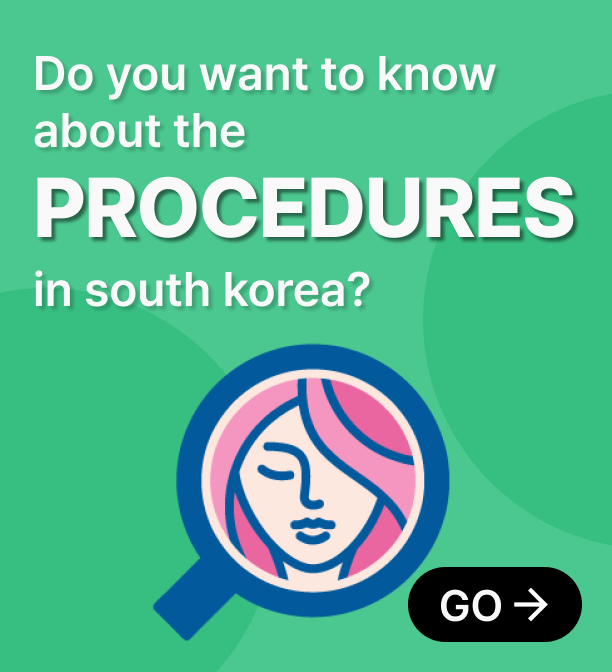 Do you want to know
about the
PROCEDURES
in south korea?
GO →